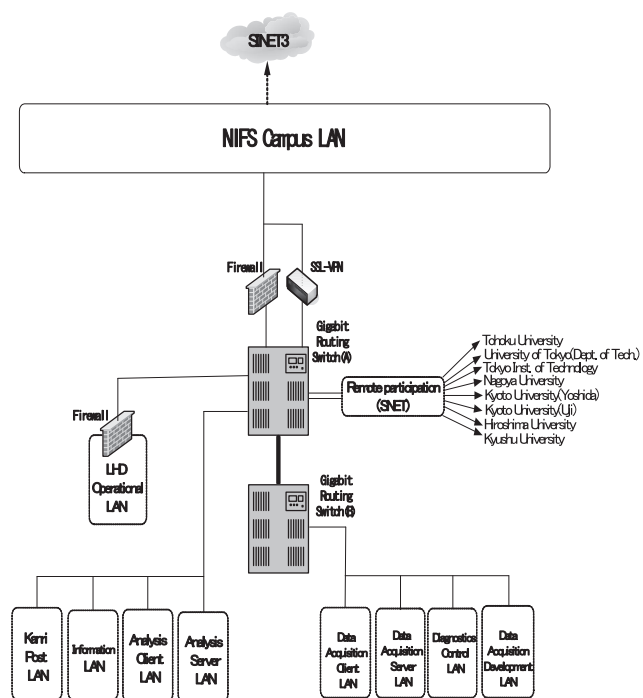 SINET3
NIFS Campus LAN
Firewall
SSL-VPN
Gigabit
Routing
Switch(A)
Tohoku University
University of Tokyo(Dept. of Tech.)
Tokyo Inst. of Technology
Nagoya University
Kyoto University(Yoshida)
Kyoto University(Uji)
Hiroshima University
Kyushu University
Remote participation
(SINET)
Firewall
LHD
Operational
LAN
Gigabit
Routing
Switch(B)
Kanri
Post
LAN
Information
LAN
Analysis
Client
LAN
Analysis
Server
LAN
Data
Acquisition
Client
LAN
Data
Acquisition
Server
LAN
Diagnostics
Control
LAN
Data
Acquisition
Development
LAN